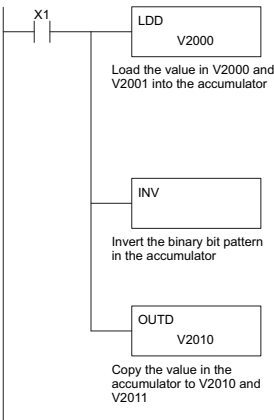 X1
LDD
V2000
Load the value in V2000 and
V2001 into the accumulator
INV
Invert the binary bit pattern
in the accumulator
OUTD
V2010
Copy the value in the
accumulator to V2010 and
V2011